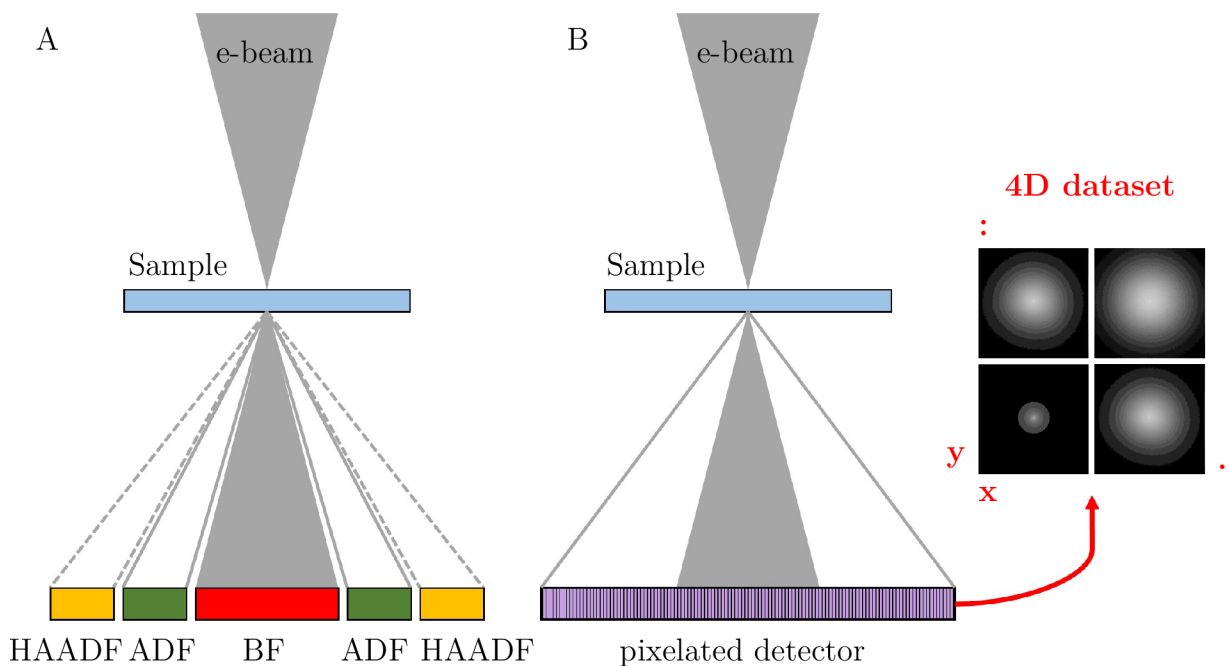 A
e-beam
Sample
HAADF ADF BF ADF HAADF
B
e-beam
Sample
pixelated detector
4D dataset
:
y
.
x